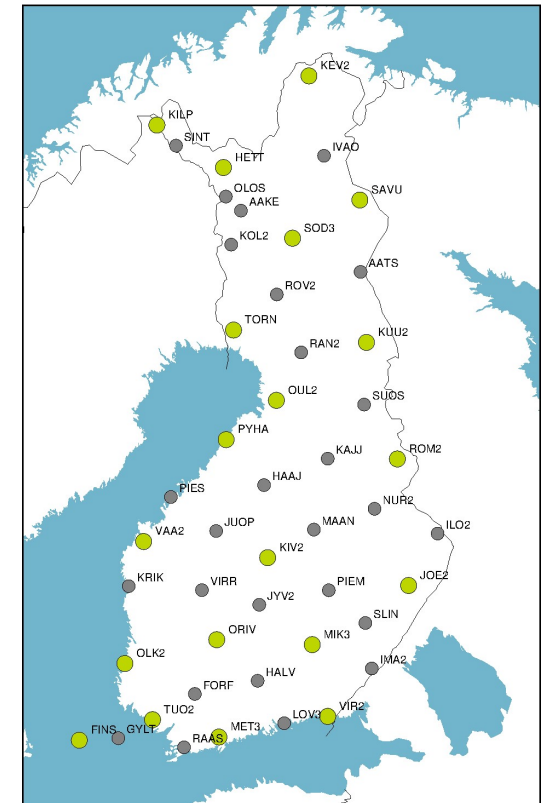 KEV2
KILP
SINT
IVAO
HETT
SAVU
OLOS
AAKE
SOD3
KOL2
AATS
ROV2
TORN
KUU2
RAN2
OUL2
SUOS
PYHA
KAJJ
ROM2
HAAJ
PIES
NUR2
JUOP
MAAN
ILO2
VAA2
KIV2
KRIK
VIRR
PIEM
JOE2
JYV2
SLIN
ORIV
MIK3
OLK2
IMA2
HALV
FORF
TUO2
LOV3
VIR2
FINS
GYLT
MET3
RAAS